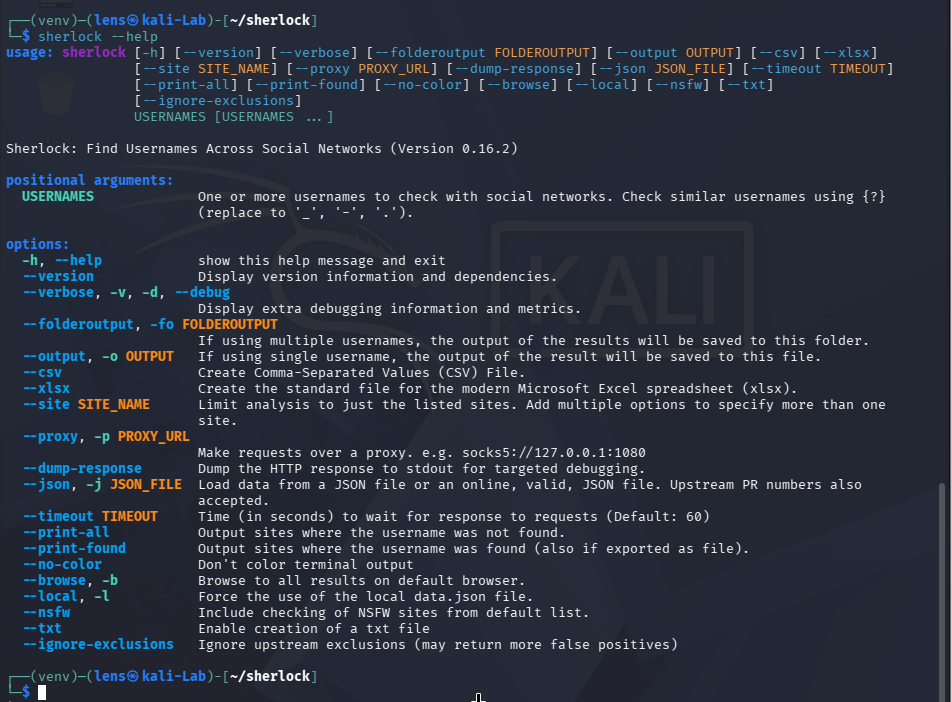 ┌──(venv)─(lens㉿kali-Lab)-[~/sherlock]
└─$ sherlock --help
usage: sherlock [-h] [--version] [--verbose] [--folderoutput FOLDEROUTPUT] [--output OUTPUT] [--csv] [--xlsx]
                [--site SITE_NAME] [--proxy PROXY_URL] [--dump-response] [--json JSON_FILE] [--timeout TIMEOUT]
                [--print-all] [--print-found] [--no-color] [--browse] [--local] [--nsfw] [--txt]
                [--ignore-exclusions]
                USERNAMES [USERNAMES ...]

Sherlock: Find Usernames Across Social Networks (Version 0.16.2)

positional arguments:
  USERNAMES             One or more usernames to check with social networks. Check similar usernames using {?}
                        (replace to '_', '-', '.').

options:
  -h, --help            show this help message and exit
  --version             Display version information and dependencies.
  --verbose, -v, -d, --debug
                        Display extra debugging information and metrics.
  --folderoutput, -fo FOLDEROUTPUT
                        If using multiple usernames, the output of the results will be saved to this folder.
  --output, -o OUTPUT   If using single username, the output of the result will be saved to this file.
  --csv                 Create Comma-Separated Values (CSV) File.
  --xlsx                Create the standard file for the modern Microsoft Excel spreadsheet (xlsx).
  --site SITE_NAME      Limit analysis to just the listed sites. Add multiple options to specify more than one
                        site.
  --proxy, -p PROXY_URL
                        Make requests over a proxy. e.g. socks5://127.0.0.1:1080
  --dump-response       Dump the HTTP response to stdout for targeted debugging.
  --json, -j JSON_FILE  Load data from a JSON file or an online, valid, JSON file. Upstream PR numbers also
                        accepted.
  --timeout TIMEOUT     Time (in seconds) to wait for response to requests (Default: 60)
  --print-all           Output sites where the username was not found.
  --print-found         Output sites where the username was found (also if exported as file).
  --no-color            Don't color terminal output
  --browse, -b          Browse to all results on default browser.
  --local, -l           Force the use of the local data.json file.
  --nsfw                Include checking of NSFW sites from default list.
  --txt                 Enable creation of a txt file
  --ignore-exclusions   Ignore upstream exclusions (may return more false positives)

┌──(venv)─(lens㉿kali-Lab)-[~/sherlock]
└─$
KALI